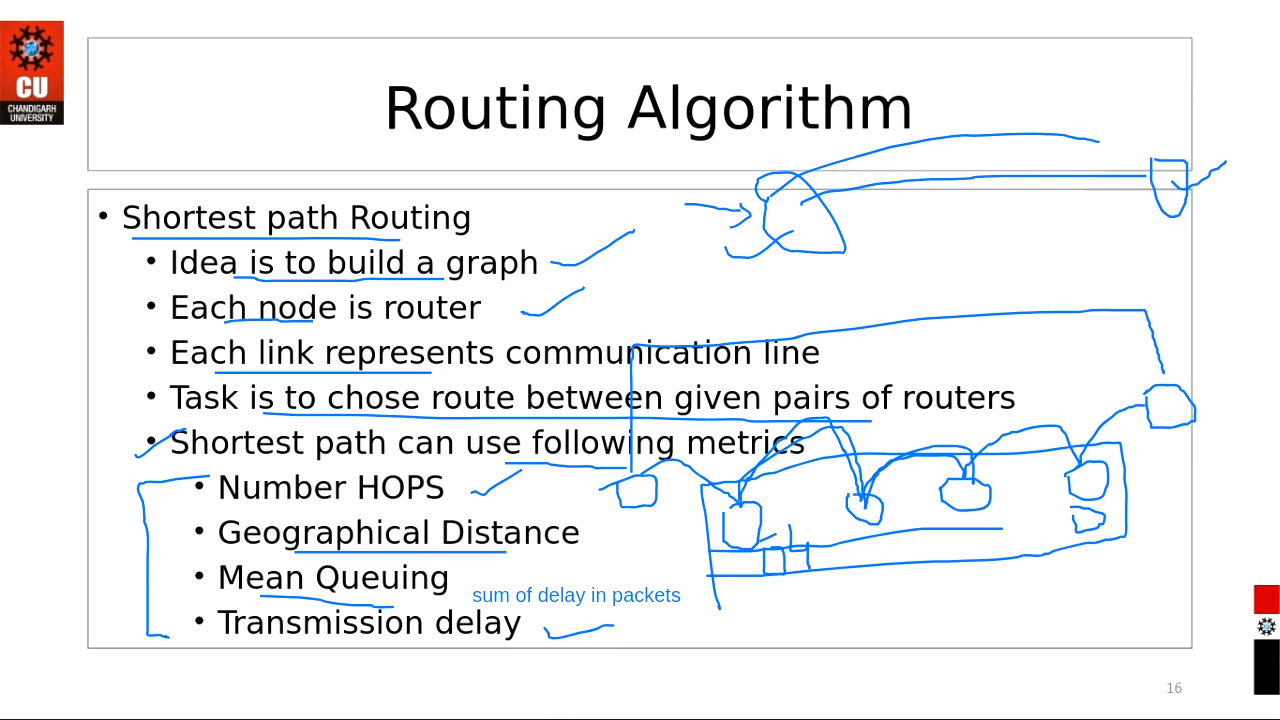 CU
CHANDIGARH
UNIVERSITY
Routing Algorithm
• Shortest path Routing
• Idea is to build a graph
• Each node is router
• Each link represents communication line
• Task is to chose route between given pairs of routers
• Shortest path can use following metrics
• Number HOPS
• Geographical Distance
• Mean Queuing
sum of delay in packets
• Transmission delay
16